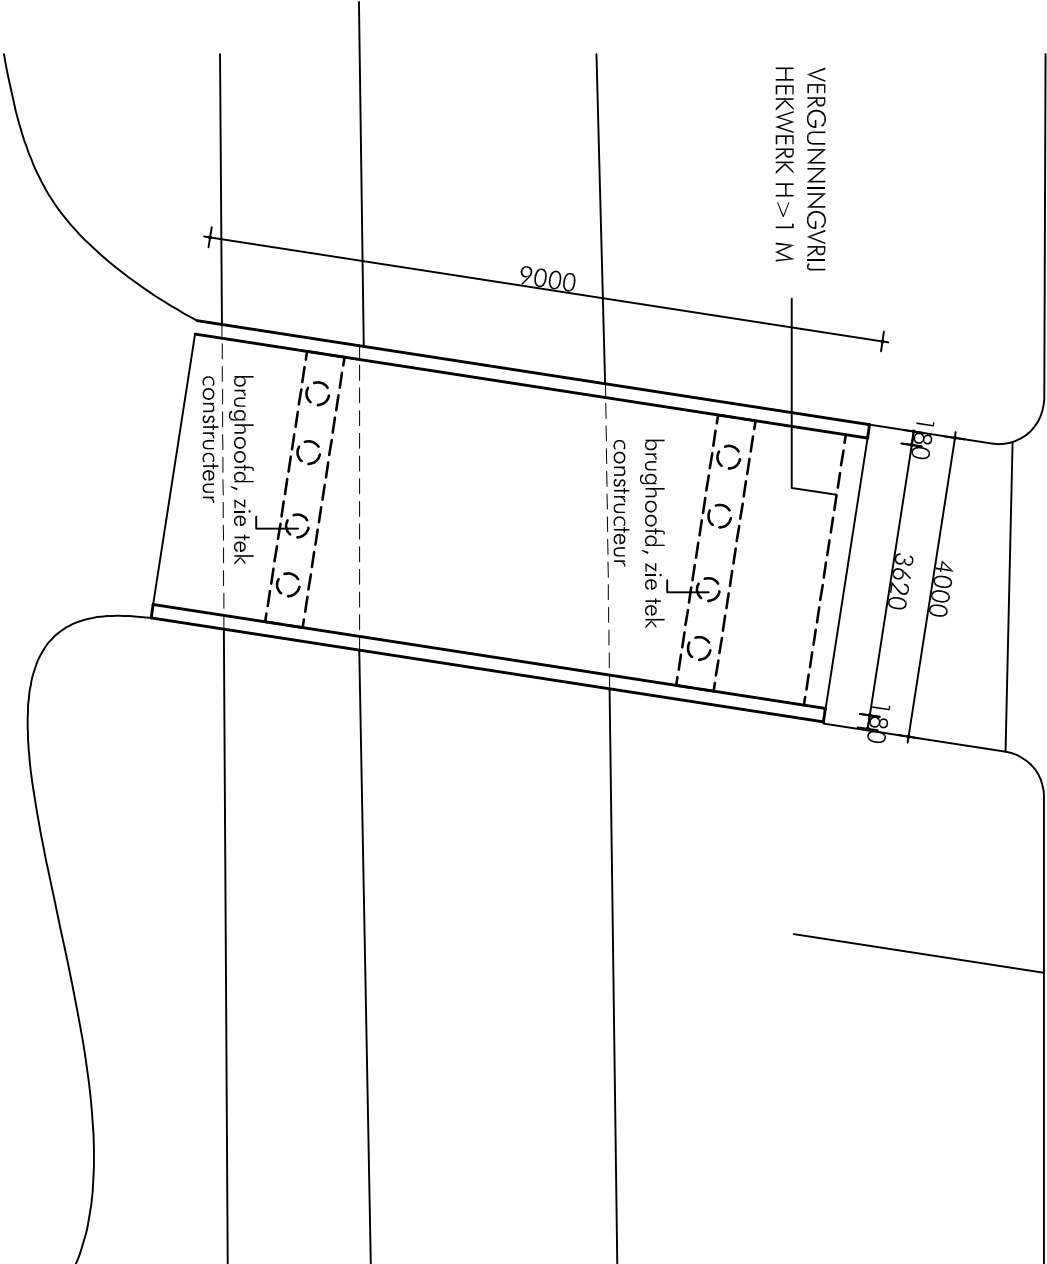 VERGUNNINGVRIJ
HEKWERK H>1 M
9000
180
3620
4000
180
brughoofd, zie tek
constructeur
brughoofd, zie tek
constructeur